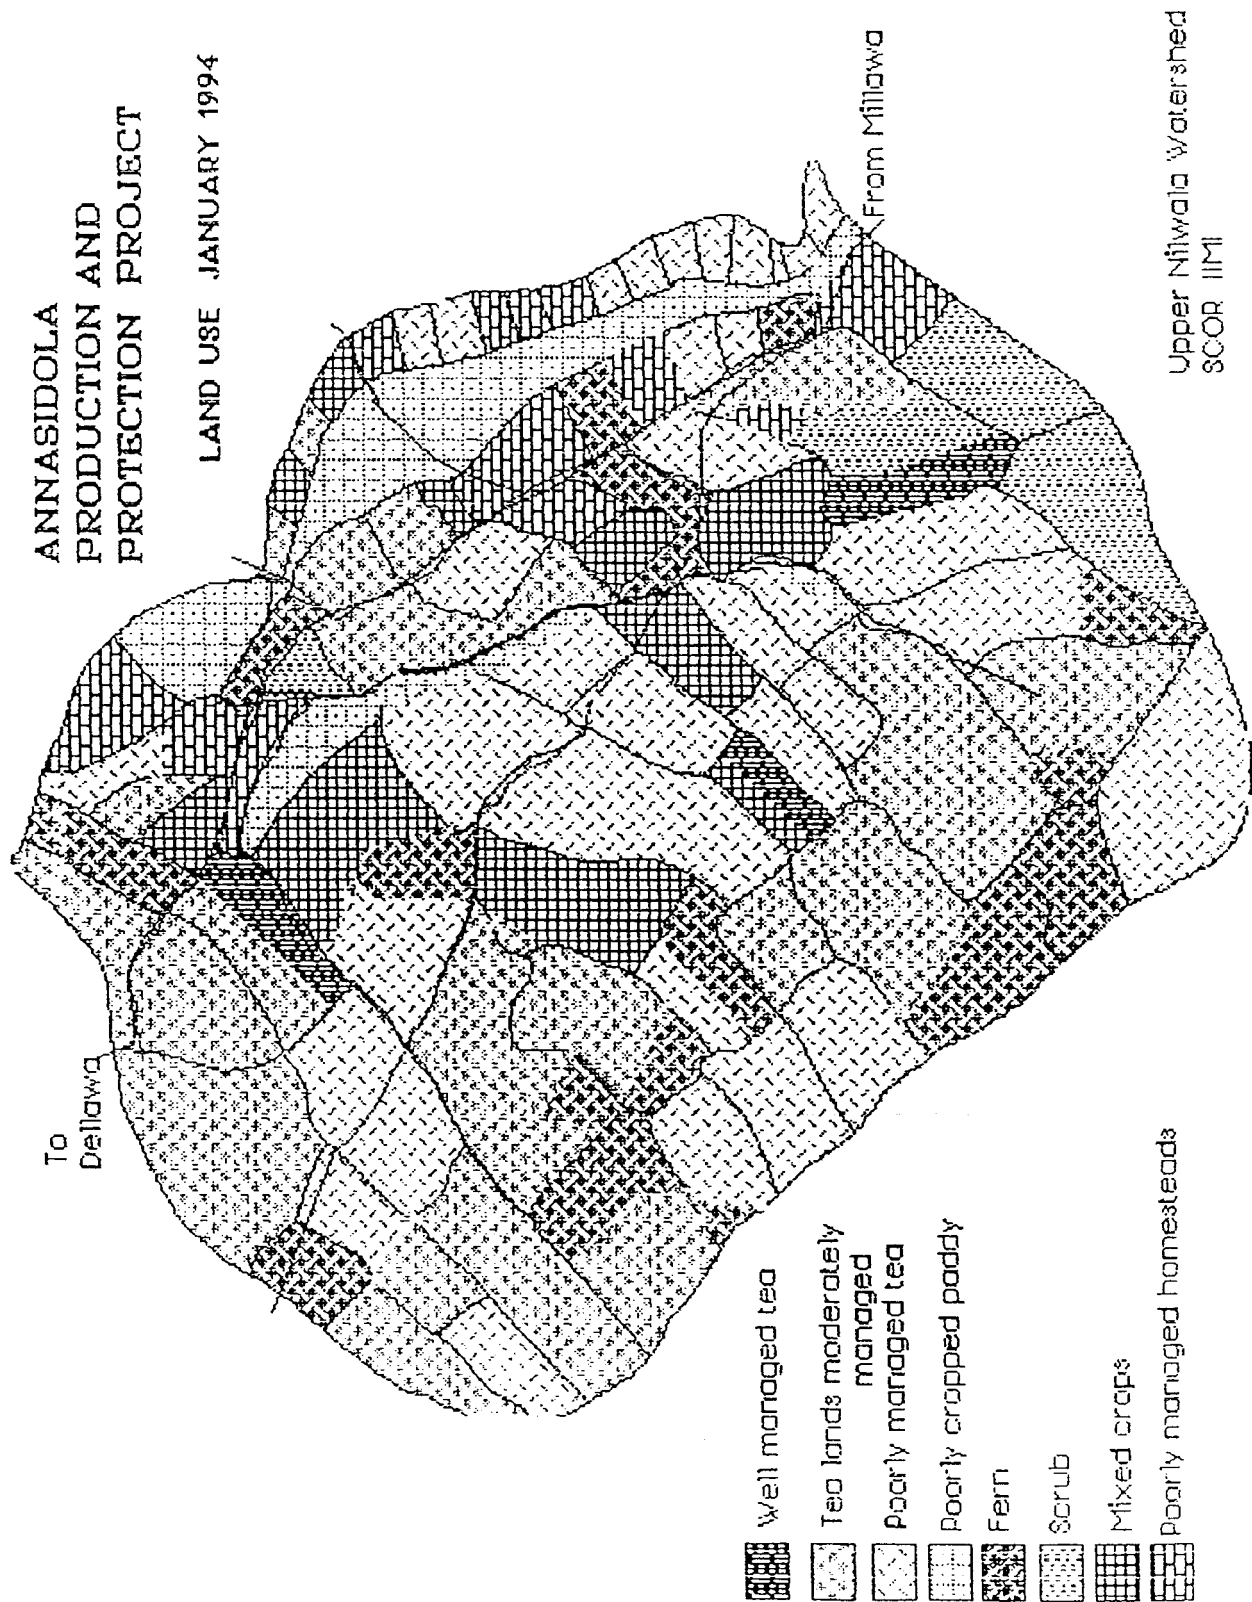 ANNASIDOLA
PRODUCTION AND
PROTECTION PROJECT
LAND USE JANUARY 1994
To
Dellawa
From Millawa
Well managed tea
Tea lands moderately
managed
Poorly managed tea
Poorly cropped paddy
Fern
Scrub
Mixed crops
Poorly managed homesteads
Upper Nilwala Watershed
SCOR IIMI